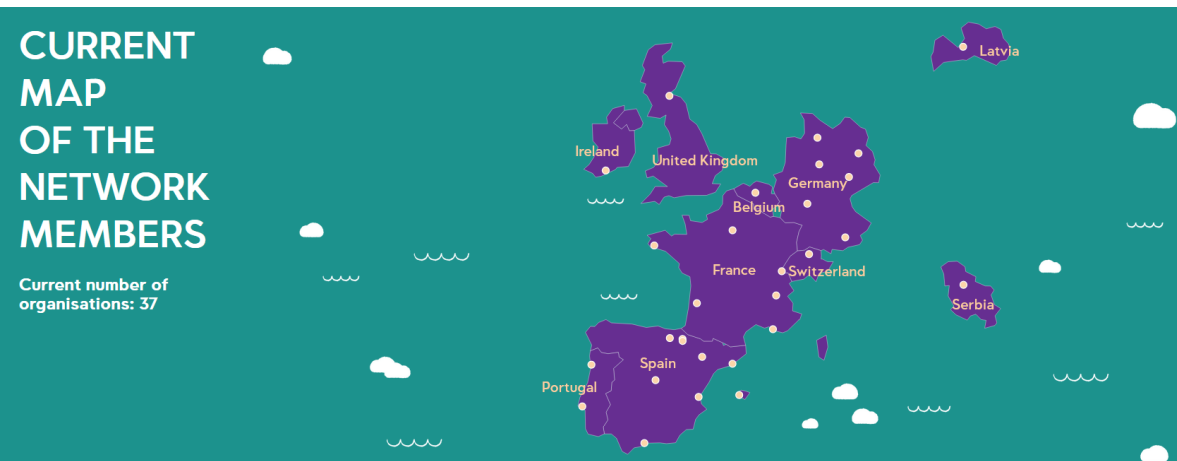 CURRENT
MAP
OF THE
NETWORK
MEMBERS
Current number of
organisations: 37
Latvia
Ireland
United Kingdom
Germany
Belgium
France
Switzerland
Serbia
Spain
Portugal